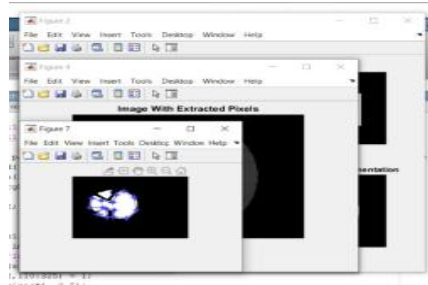 Figure 2
File Edit View Insert Tools Desktop Window Help
Figure 4
File Edit View Insert Tools Desktop Window Help
Image With Extracted Pixels
Figure 7
File Edit View Insert Tools Desktop Window Help
entation